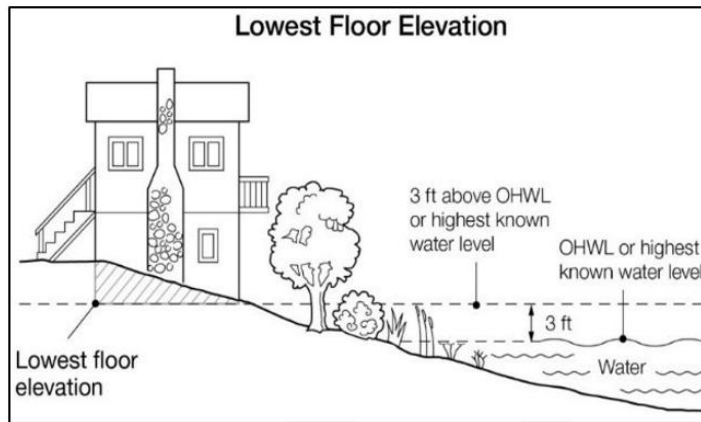 Lowest Floor Elevation
3 ft above OHWL
or highest known
water level
OHWL or highest
known water level
3 ft
Water
Lowest floor
elevation